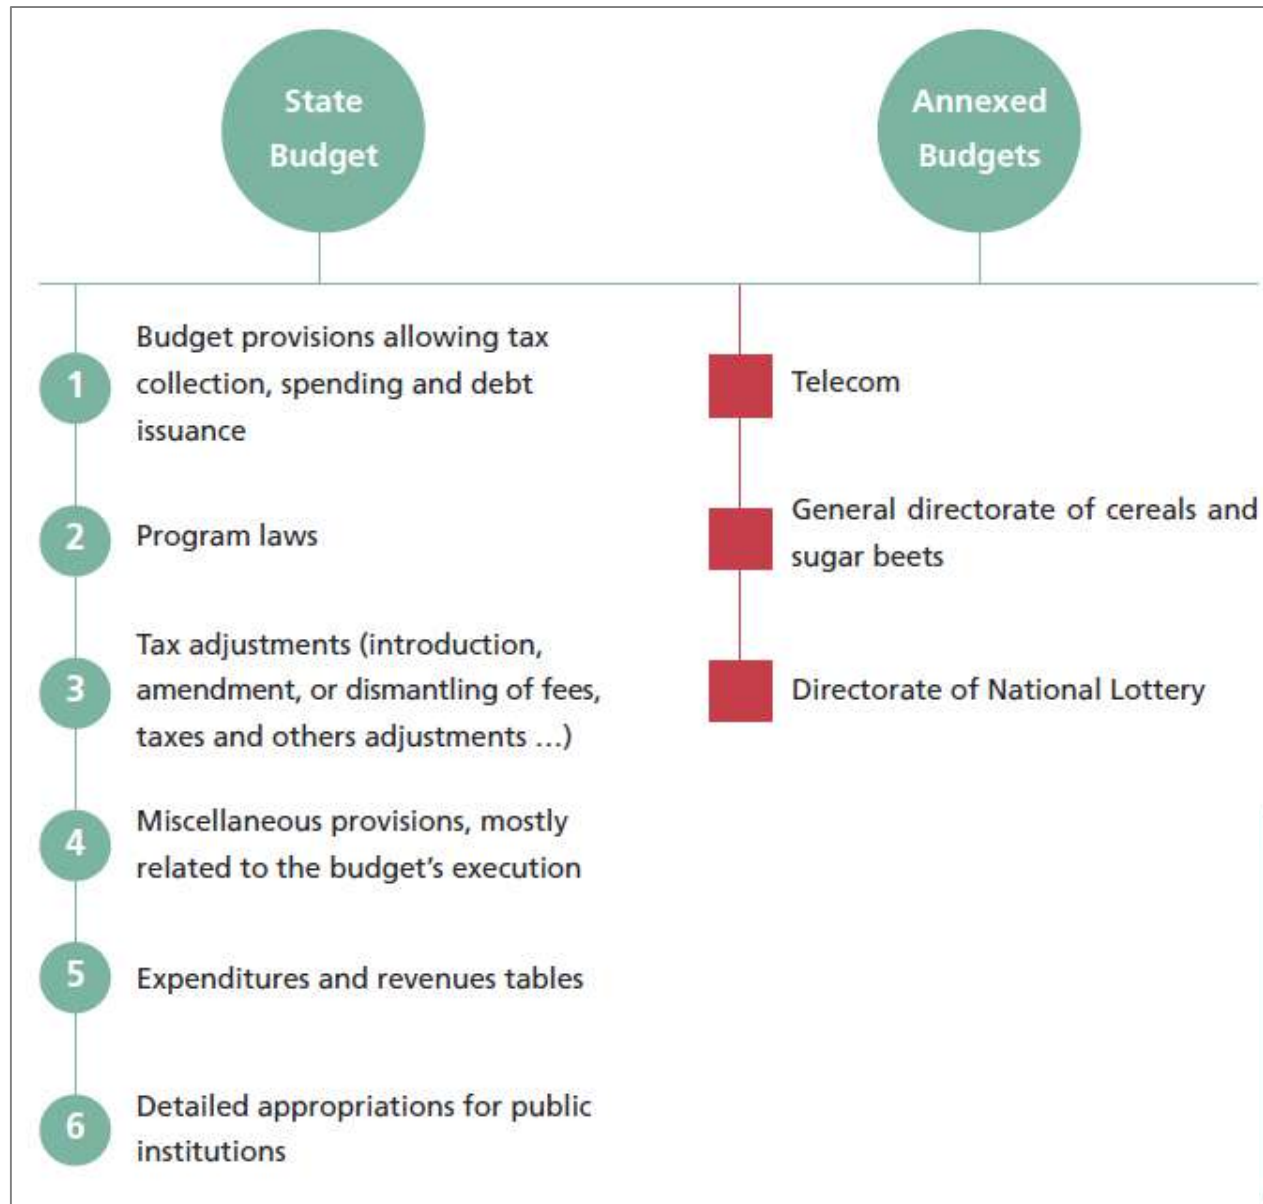 State
Budget
Annexed
Budgets
1
Budget provisions allowing tax
collection, spending and debt
issuance
2
Program laws
3
Tax adjustments (introduction,
amendment, or dismantling of fees,
taxes and others adjustments ...)
4
Miscellaneous provisions, mostly
related to the budget’s execution
5
Expenditures and revenues tables
6
Detailed appropriations for public
institutions
Telecom
General directorate of cereals and
sugar beets
Directorate of National Lottery